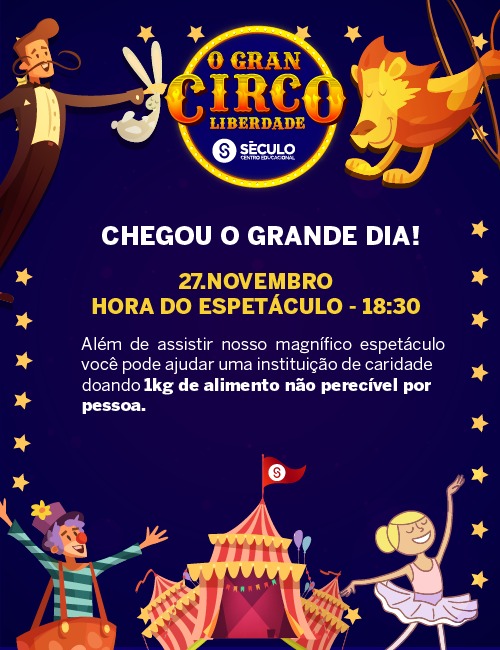 O GRAN
CIRCO
LIBERDADE
SÈCULO
CENTRO EDUCACIONAL
CHEGOU O GRANDE DIA!
27.NOVEMBRO
HORA DO ESPETÁCULO - 18:30
Além de assistir nosso magnífico espetáculo
você pode ajudar uma instituição de caridade
doando 1kg de alimento não perecível por
pessoa.